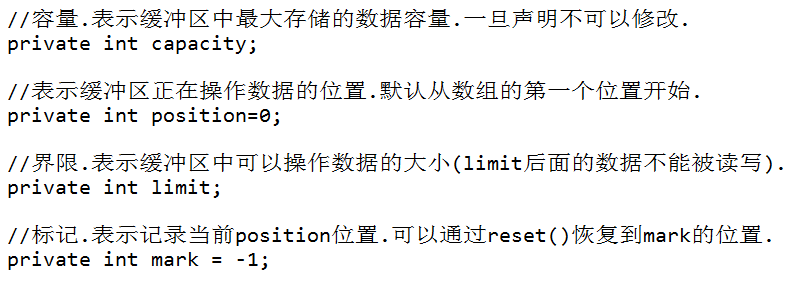 //容量.表示缓冲区中最大存储的数据容量.一旦声明不可以修改.
private int capacity;
//表示缓冲区正在操作数据的位置.默认从数组的第一个位置开始.
private int position=0;
//界限.表示缓冲区中可以操作数据的大小(limit后面的数据不能被读写).
private int limit;
//标记.表示记录当前position位置.可以通过reset()恢复到mark的位置.
private int mark = -1;